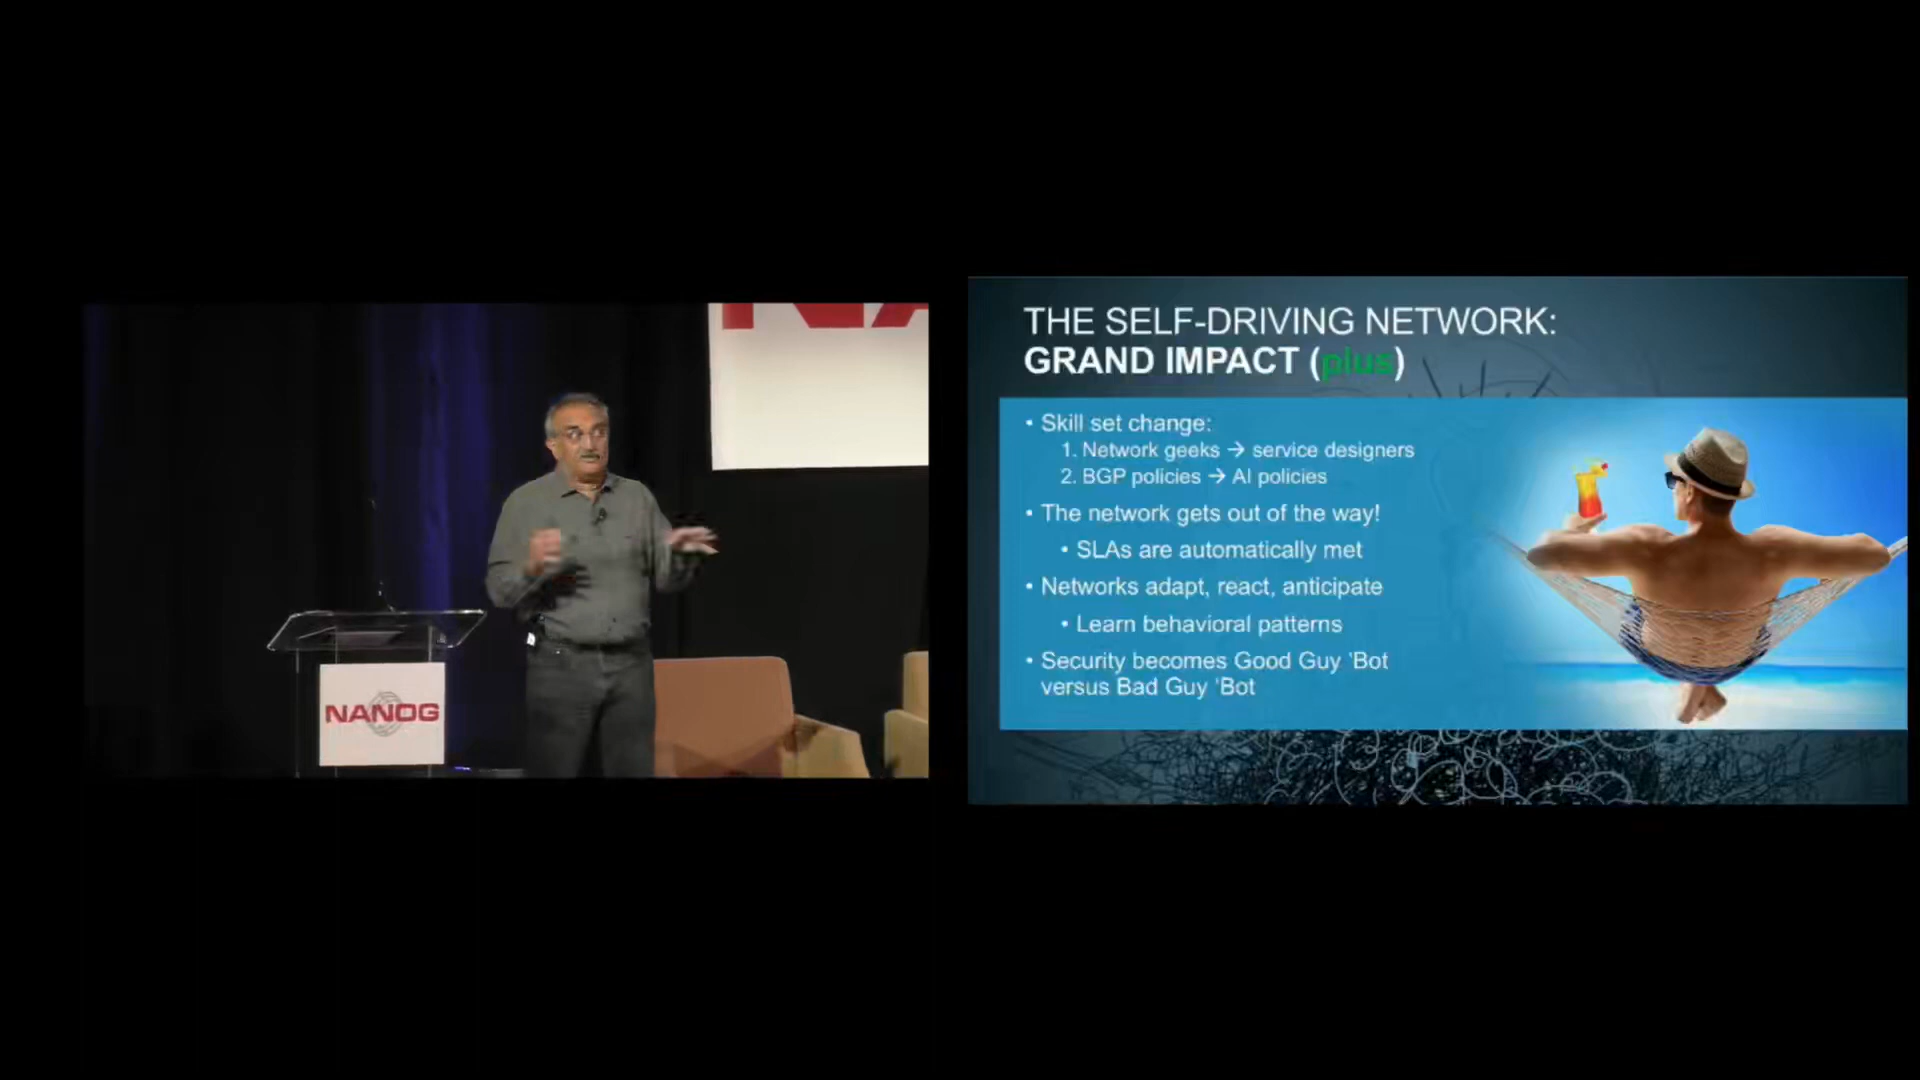 NANOG
THE SELF-DRIVING NETWORK:
GRAND IMPACT (plus)
• Skill set change:
1. Network geeks → service designers
2. BGP policies → AI policies
• The network gets out of the way!
• SLAs are automatically met
• Networks adapt, react, anticipate
• Learn behavioral patterns
• Security becomes Good Guy 'Bot
versus Bad Guy 'Bot